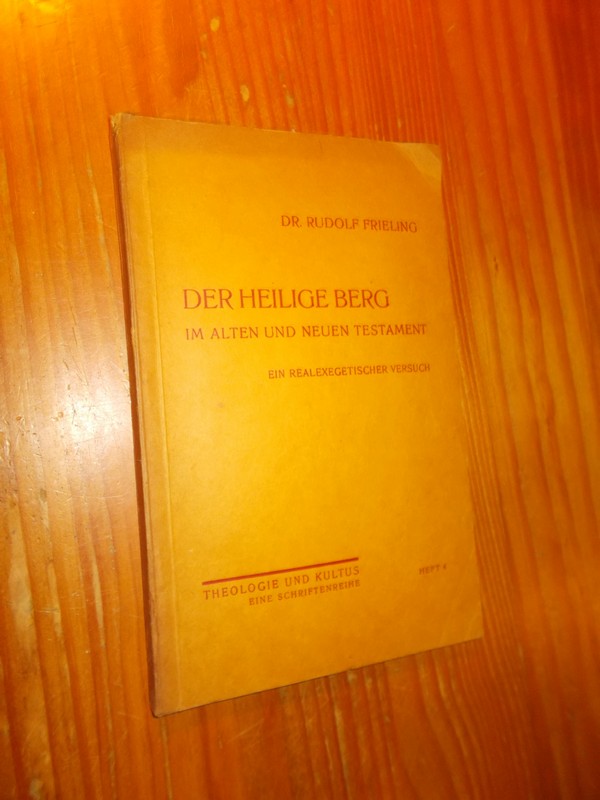 DR. RUDOLF FRIELING
DER HEILIGE BERG
IM ALTEN UND NEUEN TESTAMENT
EIN REALEXEGETISCHER VERSUCH
THEOLOGIE UND KULTUS
EINE SCHRIFTENREIHE
HEFT